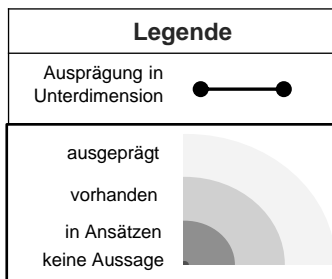 Legende
Ausprägung in
Unterdimension
ausgeprägt
vorhanden
in Ansätzen
keine Aussage